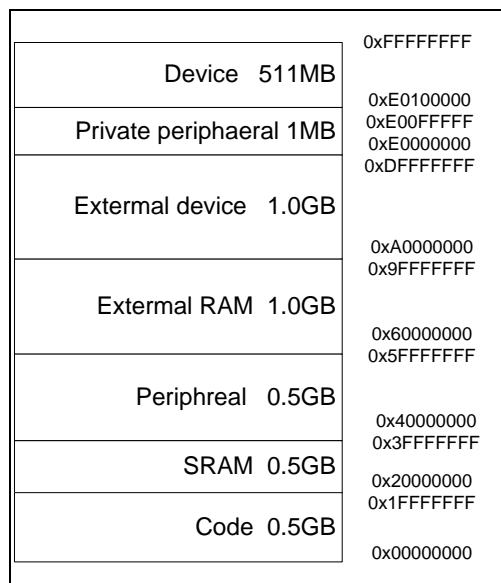 0xFFFFFFFF
Device 511MB
0xE0100000
Private periphaeral 1MB
0xE00FFFFF
0xE0000000
0xDFFFFFFF
Extermal device 1.0GB
0xA0000000
0x9FFFFFFF
Extermal RAM 1.0GB
0x60000000
0x5FFFFFFF
Periphreal 0.5GB
0x40000000
0x3FFFFFFF
SRAM 0.5GB
0x20000000
0x1FFFFFFF
Code 0.5GB
0x00000000